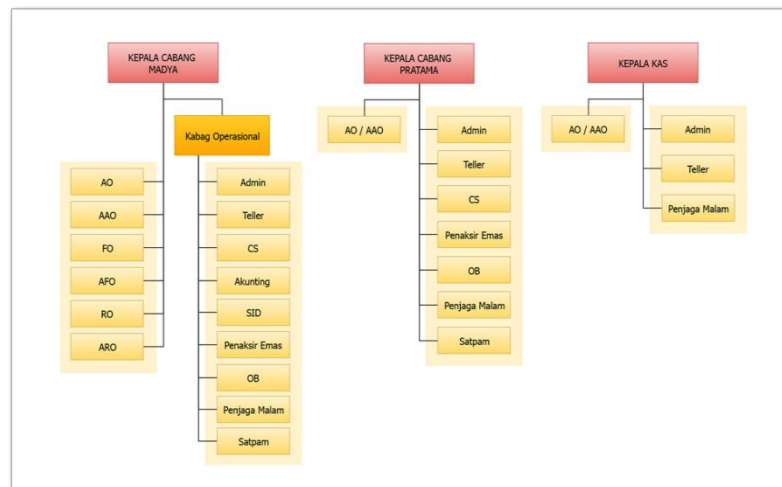 KEPALA CABANG
MADYA
Kabag Operasional
AO
AAO
FO
AFO
RO
ARO
Admin
Teller
CS
Akunting
SID
Penaksir Emas
OB
Penjaga Malam
Satpam
KEPALA CABANG
PRATAMA
AO / AAO
Admin
Teller
CS
Penaksir Emas
OB
Penjaga Malam
Satpam
KEPALA KAS
AO / AAO
Admin
Teller
Penjaga Malam